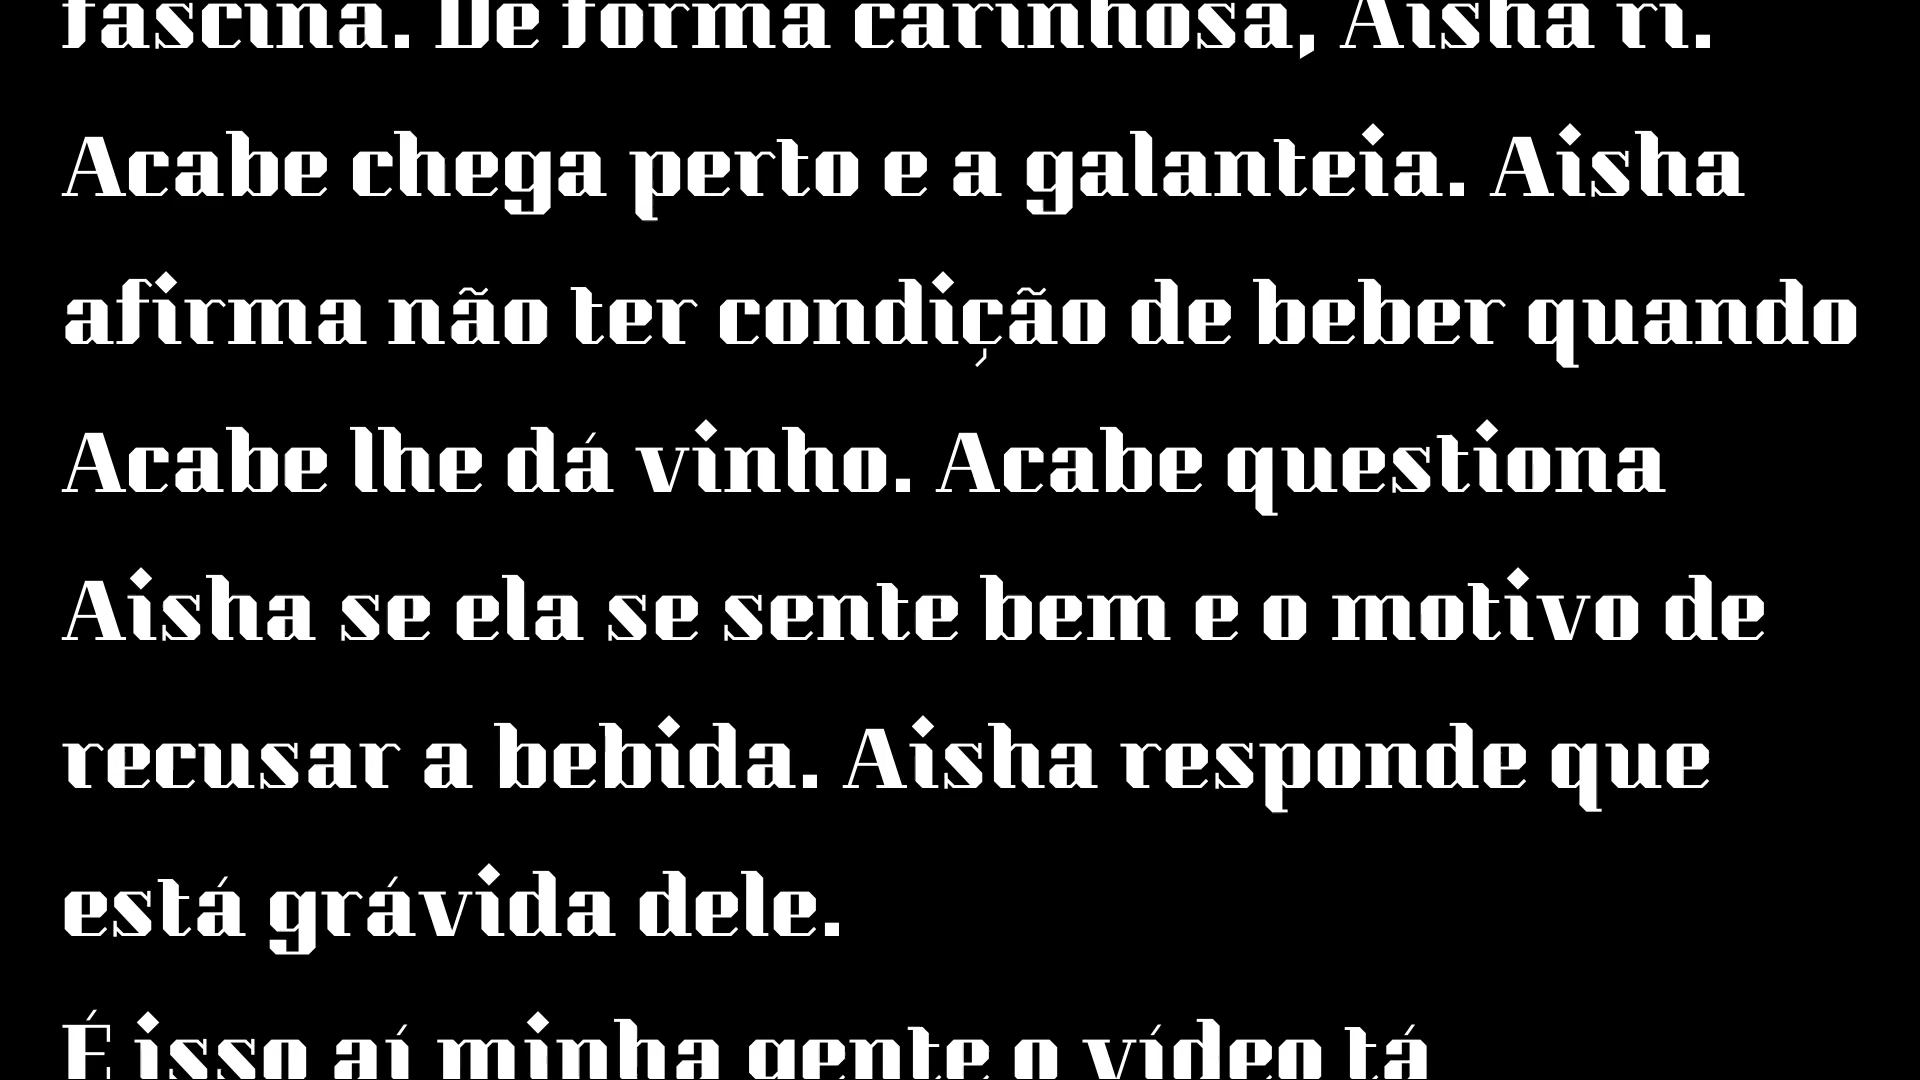 fascina. De forma carinhosa, Aisha ri.
Acabe chega perto e a galanteia. Aisha
afirma não ter condição de beber quando
Acabe lhe dá vinho. Acabe questiona
Aisha se ela se sente bem e o motivo de
recusar a bebida. Aisha responde que
está grávida dele.
É isso aí minha gente o vídeo tá